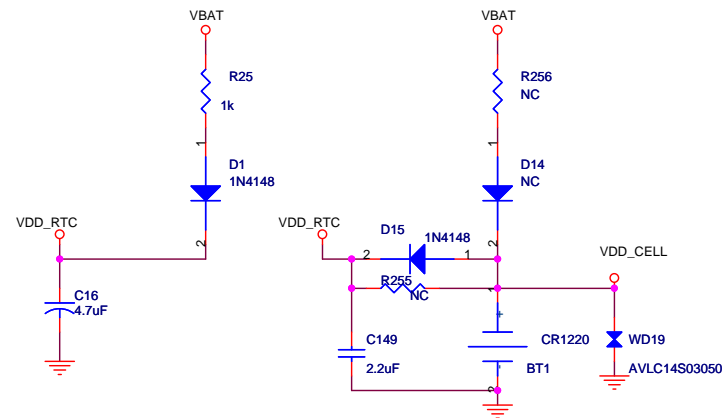 VBAT
VBAT
R25
1k
R256
NC
1
1
D1
1N4148
D14
NC
VDD_RTC
2
VDD_RTC
D15
1N4148
2
1
2
VDD_CELL
R255
NC
1
C16
4.7uF
C149
2.2uF
+
CR1220
BT1
-
2
WD19
AVLC14S03050